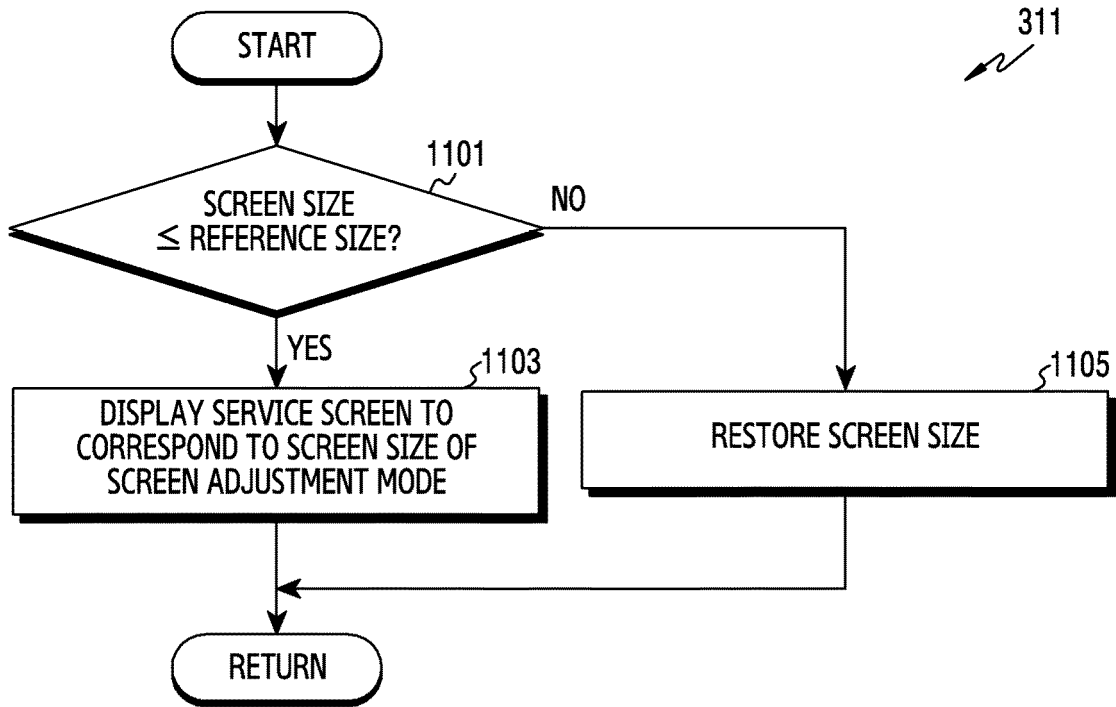 START
311
1101
SCREEN SIZE
≤ REFERENCE SIZE?
NO
YES
1103
DISPLAY SERVICE SCREEN TO
CORRESPOND TO SCREEN SIZE OF
SCREEN ADJUSTMENT MODE
1105
RESTORE SCREEN SIZE
RETURN